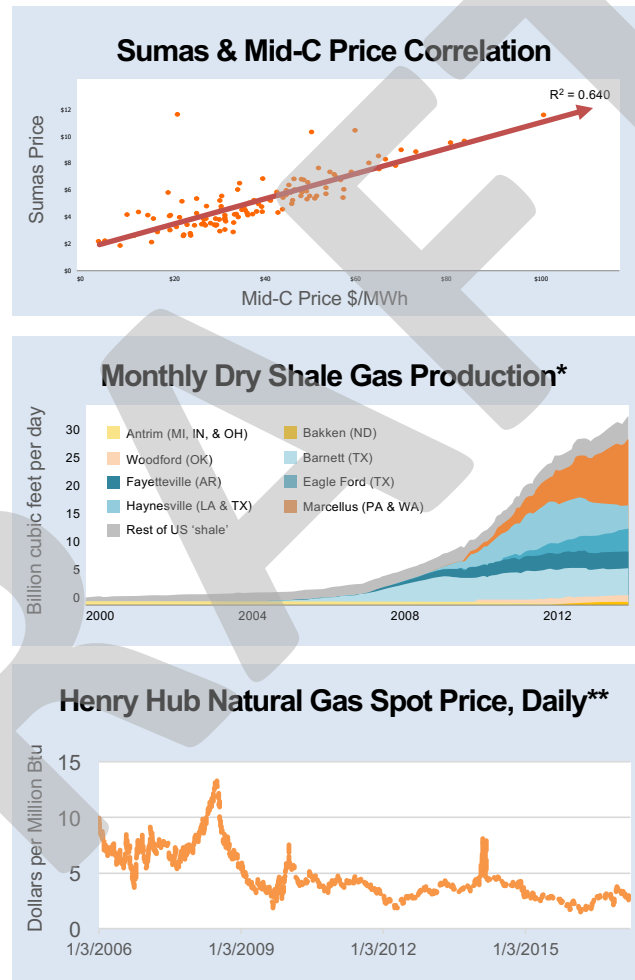 Sumas & Mid-C Price Correlation
R² = 0.640
Sumas Price
$12
$10
$8
$6
$4
$2
$0
$0 $20 $40 $60 $80 $100
Mid-C Price $/MWh
Monthly Dry Shale Gas Production*
Billion cubic feet per day
30
25
20
15
10
5
0
Antrim (MI, IN, & OH)
Woodford (OK)
Fayetteville (AR)
Haynesville (LA & TX)
Rest of US ‘shale’
Bakken (ND)
Barnett (TX)
Eagle Ford (TX)
Marcellus (PA & WA)
2000 2004 2008 2012
Henry Hub Natural Gas Spot Price, Daily**
Dollars per Million Btu
15
10
5
0
1/3/2006 1/3/2009 1/3/2012 1/3/2015